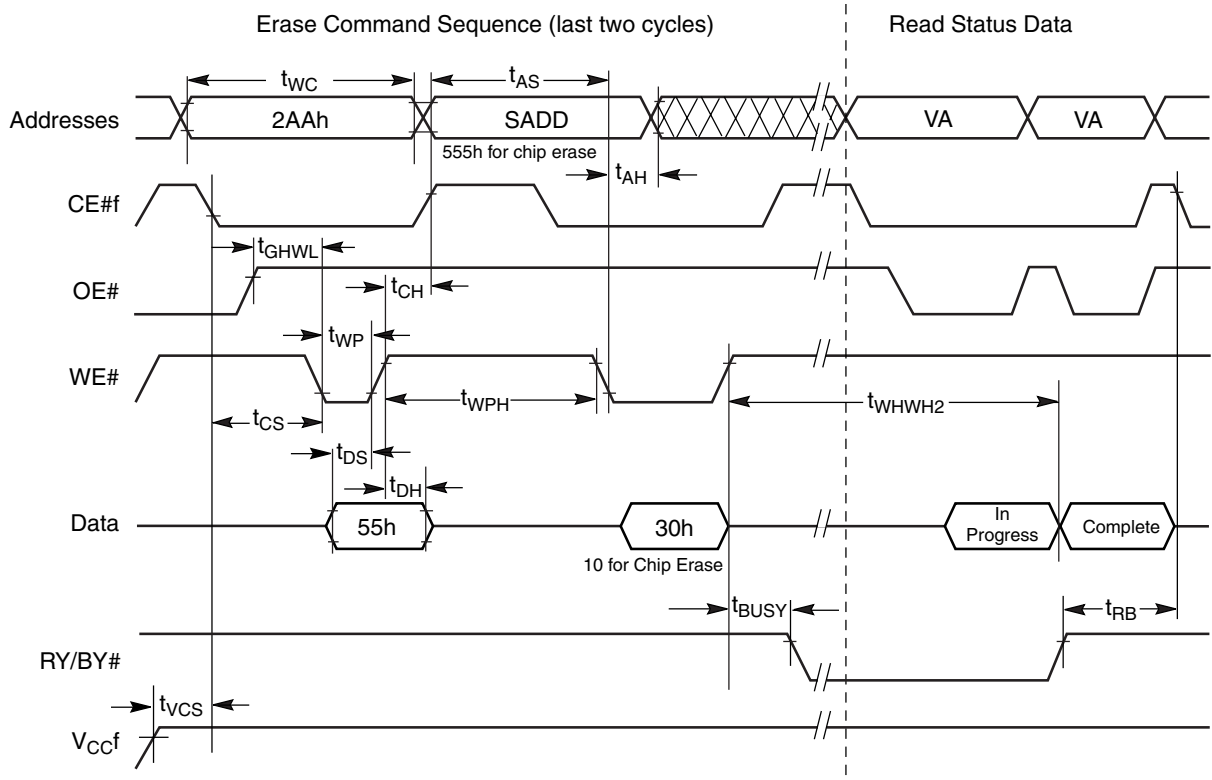 Erase Command Sequence (last two cycles) Read Status Data
tWC tAS
Addresses 2AAh SADD VA VA
555h for chip erase
tAH
CE#f
tGHWL
OE# tCH
tWP
WE#
tWPH tWHWH2
tCS
tDS
tDH
Data 55h 30h In Progress Complete
10 for Chip Erase
tBUSY tRB
RY/BY#
tVCS
VCCf